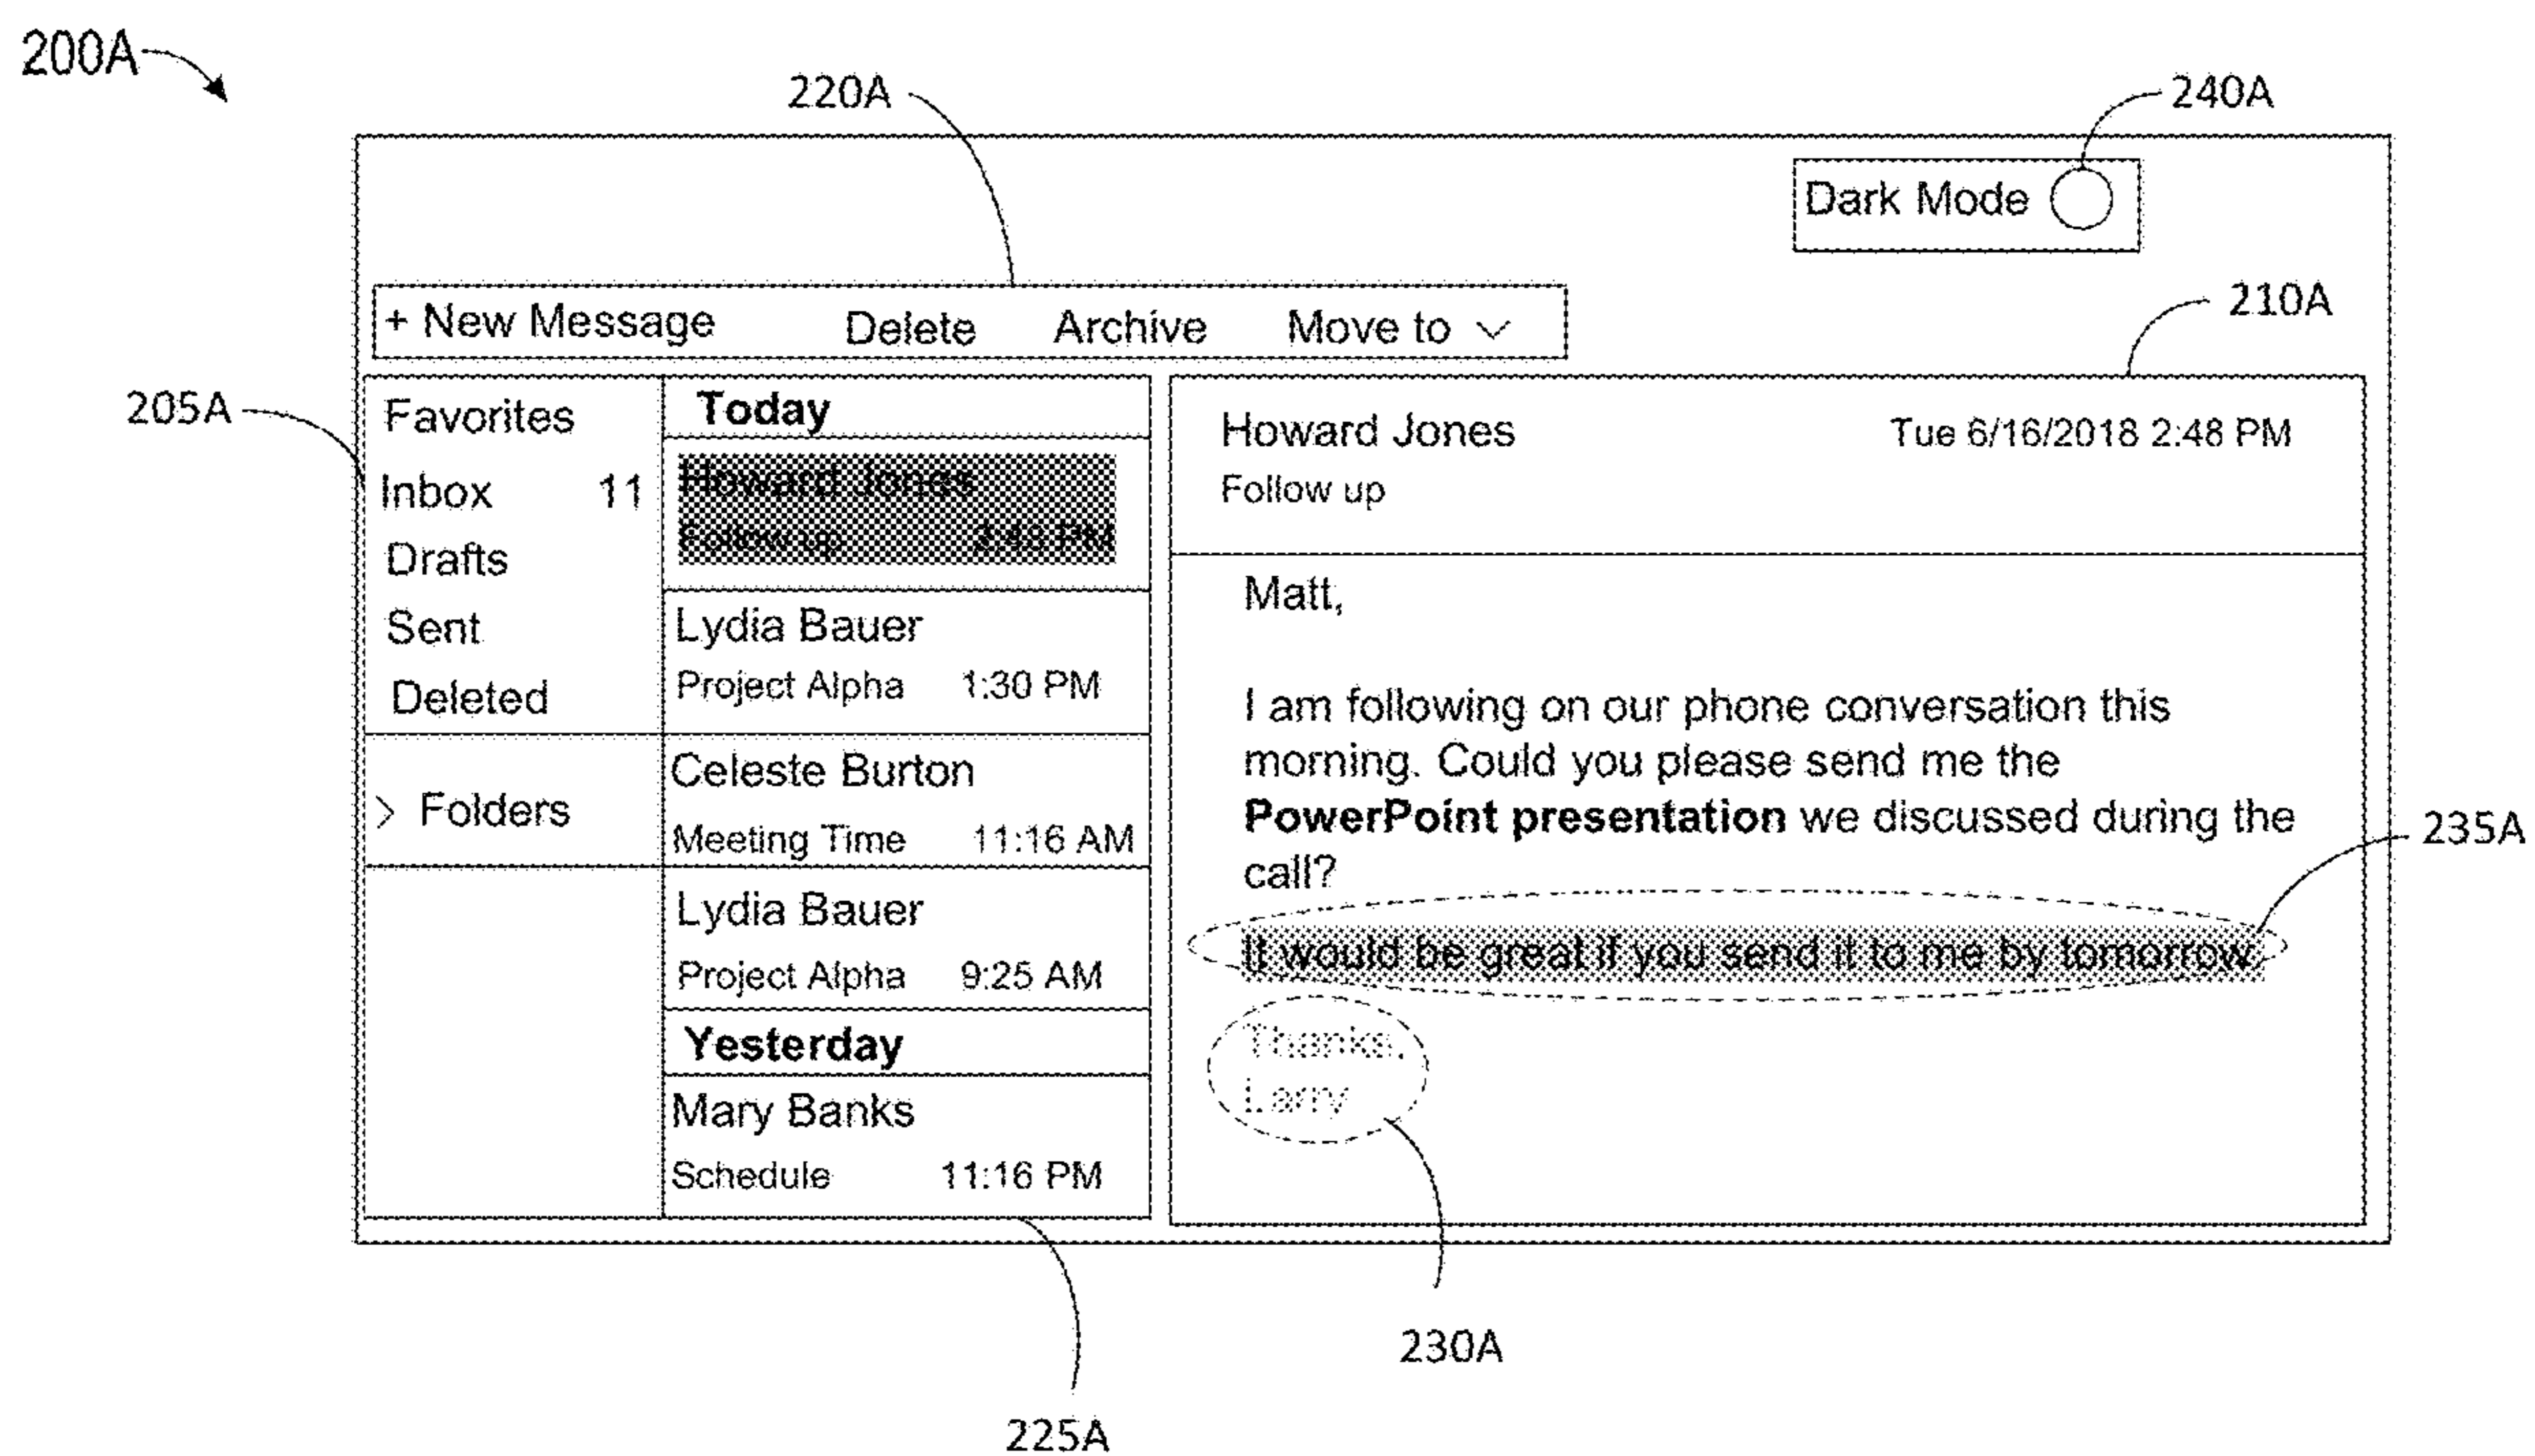 200A
220A
240A
Dark Mode
210A
+ New Message Delete Archive Move to
205A
Favorites
Inbox 11
Drafts
Sent
Deleted
> Folders
Today
Howard Jones
Follow up 2:48 PM
Lydia Bauer
Project Alpha 1:30 PM
Celeste Burton
Meeting Time 11:16 AM
Lydia Bauer
Project Alpha 9:25 AM
Yesterday
Mary Banks
Schedule 11:16 PM
Howard Jones Tue 6/16/2018 2:48 PM
Follow up
Matt,
I am following on our phone conversation this
morning. Could you please send me the
PowerPoint presentation we discussed during the
call?
235A
It would be great if you send it to me by tomorrow.
Thanks,
Larry
230A
225A